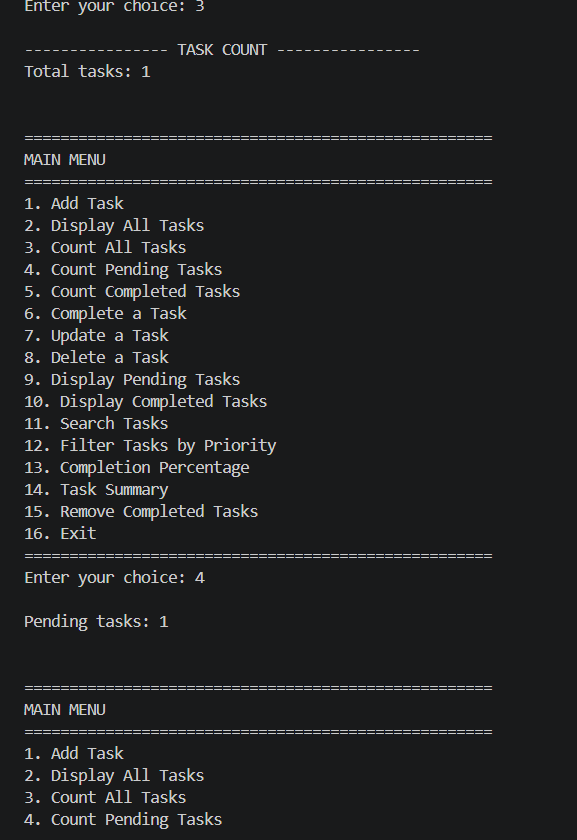 Enter your choice: 3
---------------- TASK COUNT ----------------
Total tasks: 1
====================================================
MAIN MENU
====================================================
1. Add Task
2. Display All Tasks
3. Count All Tasks
4. Count Pending Tasks
5. Count Completed Tasks
6. Complete a Task
7. Update a Task
8. Delete a Task
9. Display Pending Tasks
10. Display Completed Tasks
11. Search Tasks
12. Filter Tasks by Priority
13. Completion Percentage
14. Task Summary
15. Remove Completed Tasks
16. Exit
====================================================
Enter your choice: 4
Pending tasks: 1
====================================================
MAIN MENU
====================================================
1. Add Task
2. Display All Tasks
3. Count All Tasks
4. Count Pending Tasks